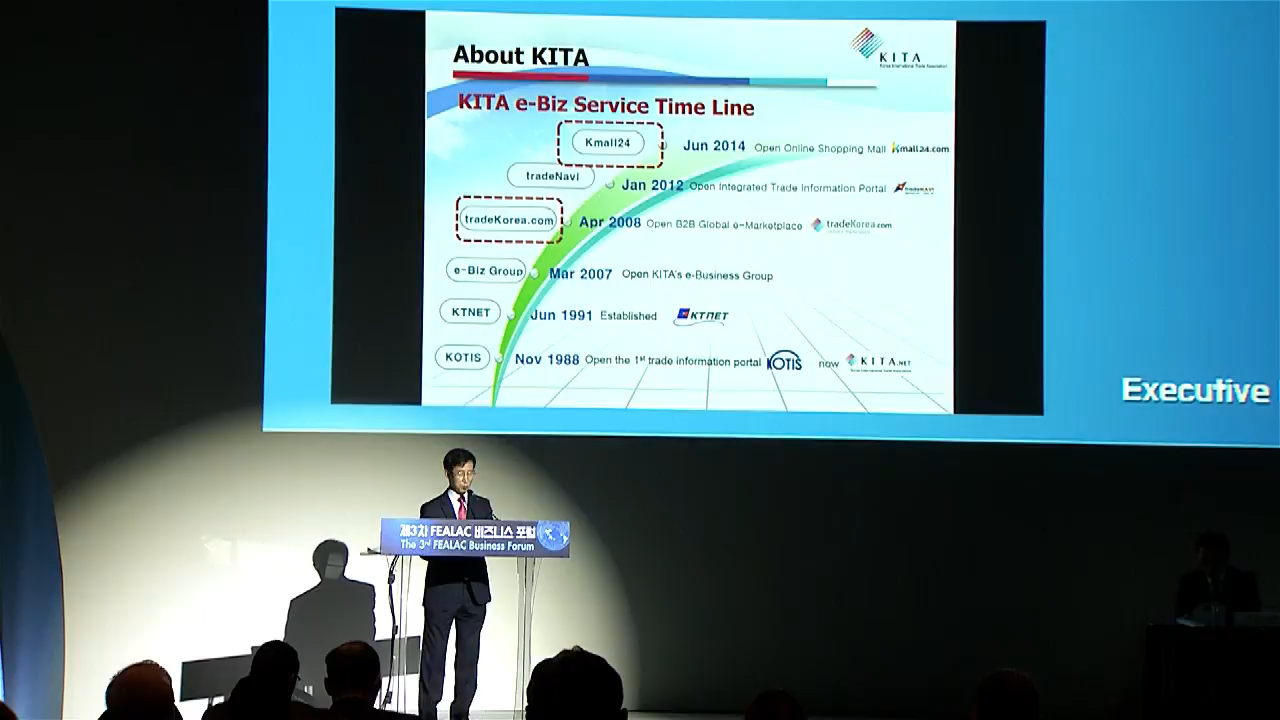 About KITA
KITA
Korea International Trade Association
KITA e-Biz Service Time Line
Kmall24 Jun 2014 Open Online Shopping Mall Kmall24.com
tradeNavi Jan 2012 Open Integrated Trade Information Portal
tradeKorea.com Apr 2008 Open B2B Global e-Marketplace tradeKorea.com
e-Biz Group Mar 2007 Open KITA's e-Business Group
KTNET Jun 1991 Established KTNET
KOTIS Nov 1988 Open the 1st trade information portal KOTIS now KITA.NET
Executive
제3차 FEALAC 비즈니스 포럼
The 3rd FEALAC Business Forum